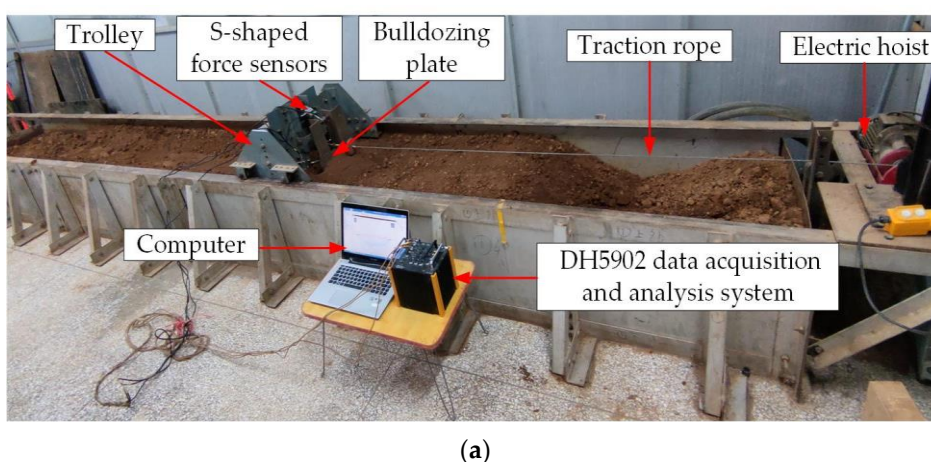 Trolley
S-shaped
force sensors
Bulldozing
plate
Traction rope
Electric hoist
Computer
DH5902 data acquisition
and analysis system
(a)